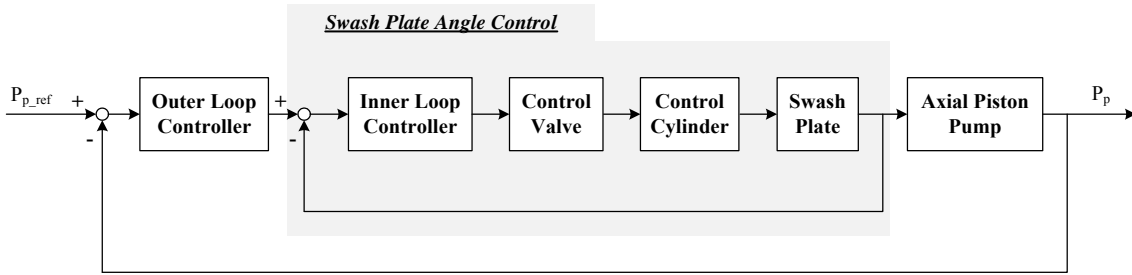 Swash Plate Angle Control
P_p_ref
+
-
Outer Loop
Controller
+
-
Inner Loop
Controller
Control
Valve
Control
Cylinder
Swash
Plate
Axial Piston
Pump
P_p